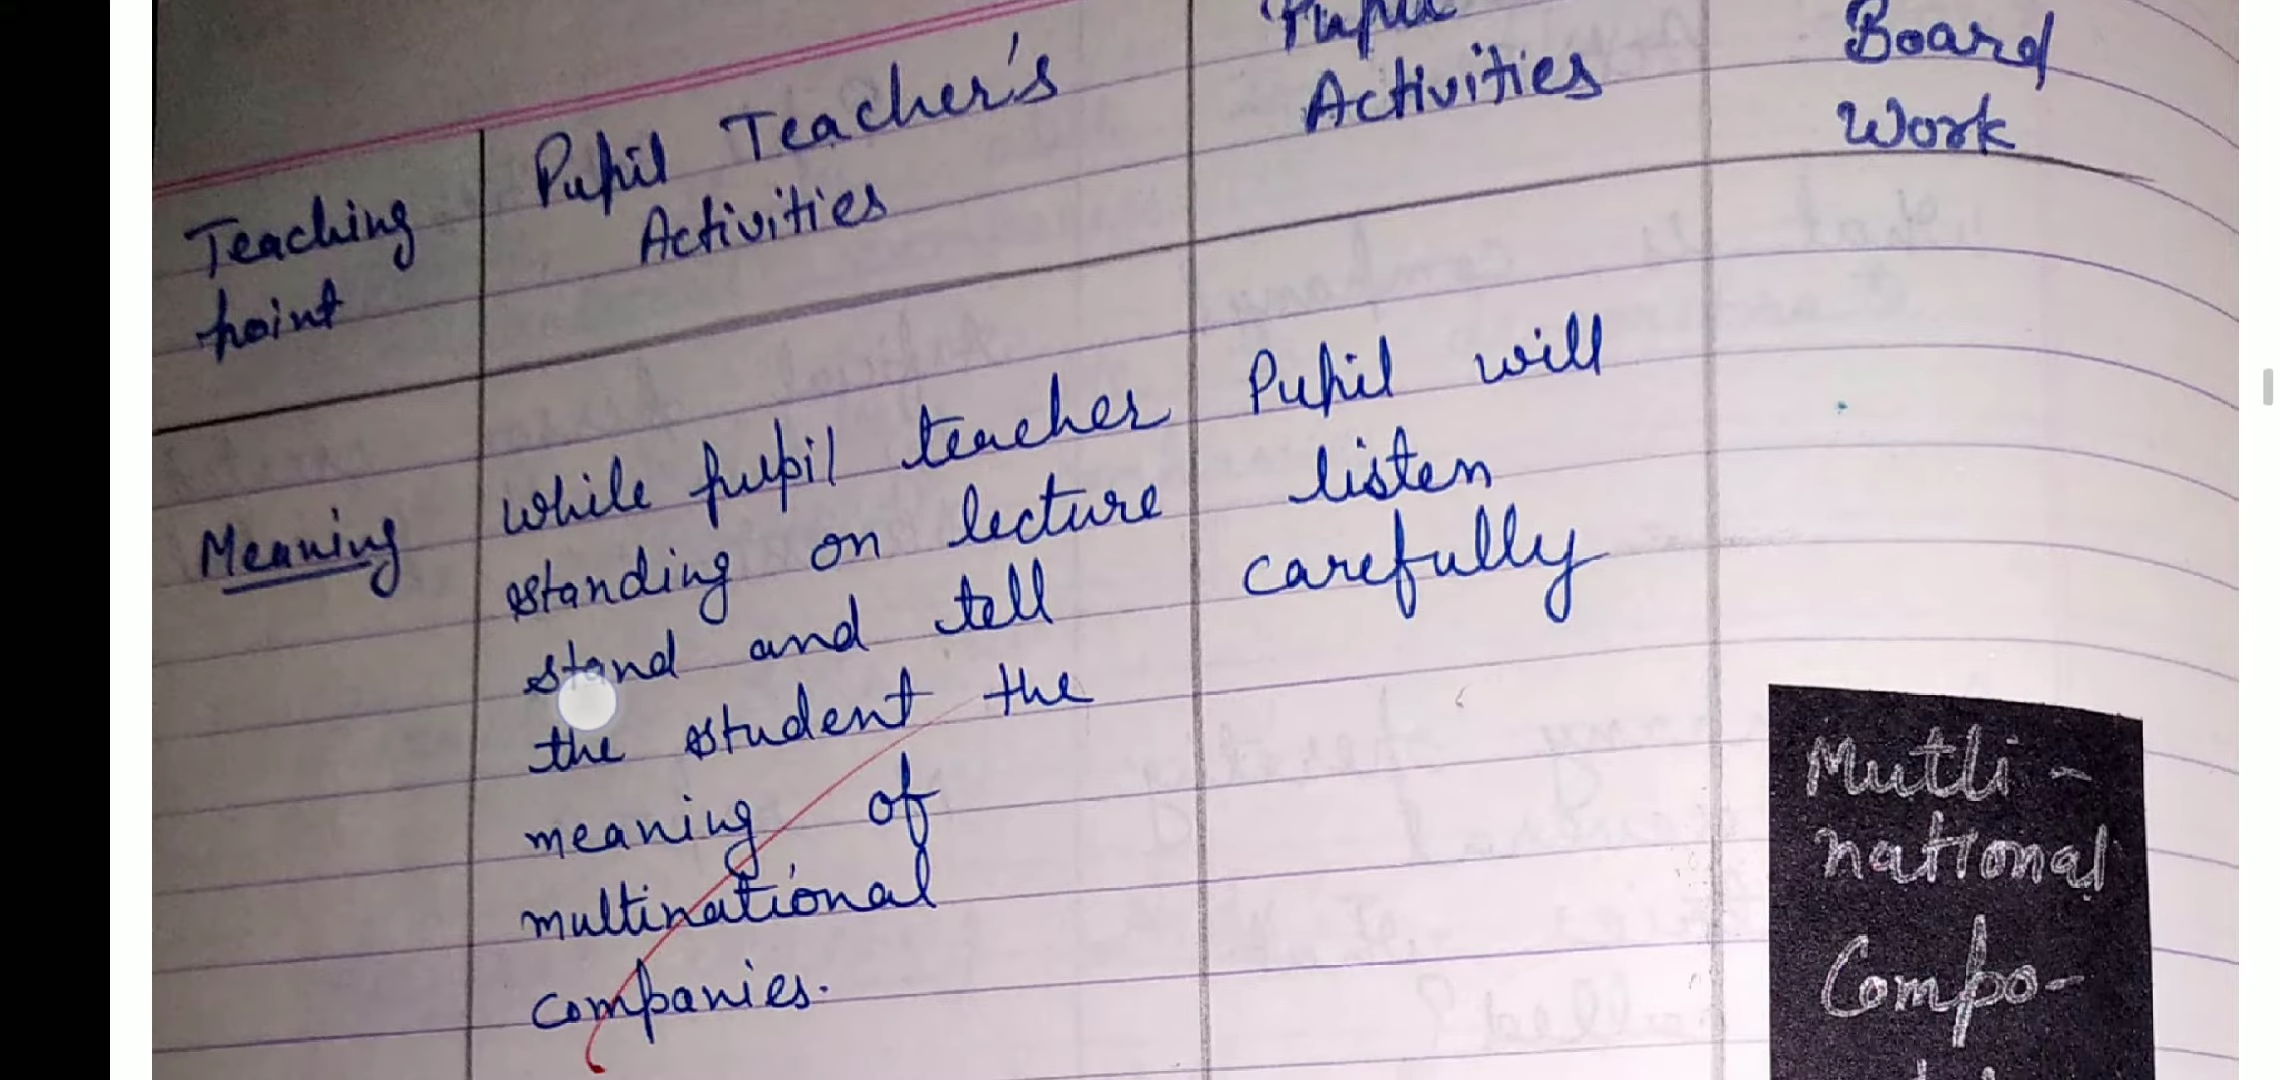 Teaching
point
Pupil Teacher's
Activities
Pupil
Activities
Board
Work
Meaning
while pupil teacher
standing on lecture
stand and tell
the student the
meaning of
multinational
companies.
Pupil will
listen
carefully
Mutli-
national
Compo-